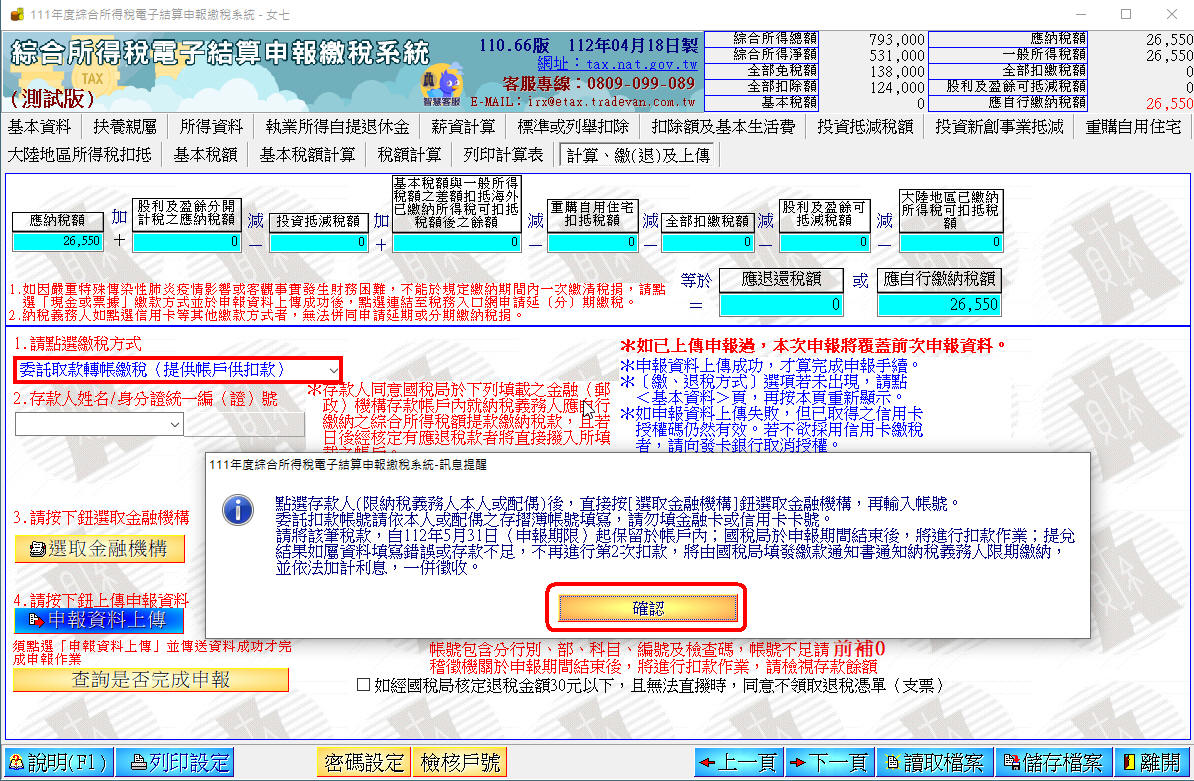 111年度綜合所得稅電子結算申報繳稅系統 - 女七
綜合所得稅電子結算申報繳稅系統
(測試版)
TAX
110.66版 112年04月18日製
網址：tax.nat.gov.tw
客服專線：0809-099-089
E-MAIL：irx@etax.tradevan.com.tw
智慧客服
綜合所得總額 793,000 應納稅額 26,550
綜合所得淨額 531,000 一般所得稅額 26,550
全部免稅額 138,000 全部扣繳稅額 0
全部扣除額 124,000 股利及盈餘可抵減稅額 0
基本稅額 0 應自行繳納稅額 26,550
基本資料 扶養親屬 所得資料 執業所得自提退休金 薪資計算 標準或列舉扣除 扣除額及基本生活費 投資抵減稅額 投資新創事業抵減 重購自用住宅
大陸地區所得稅扣抵 基本稅額 基本稅額計算 稅額計算 列印計算表 計算、繳(退)及上傳
應納稅額 26,550
加 ＋
股利及盈餘分開計稅之應納稅額 0
減 －
投資抵減稅額 0
加 ＋
基本稅額與一般所得稅額之差額扣抵海外已繳納所得稅可扣抵稅額後之餘額 0
減 －
重購自用住宅扣抵稅額 0
減 －
全部扣繳稅額 0
減 －
股利及盈餘可抵減稅額 0
減 －
大陸地區已繳納所得稅可扣抵稅額 0
等於 ＝ 應退還稅額 0 或 應自行繳納稅額 26,550
1.如因嚴重特殊傳染性肺炎疫情影響或客觀事實發生財務困難，不能於規定繳納期間內一次繳清稅捐，請點
選「現金或票據」繳款方式並於申報資料上傳成功後，點選連結至稅務入口網申請延（分）期繳稅。
2.納稅義務人如點選信用卡等其他繳款方式者，無法併同申請延期或分期繳納稅捐。
1.請點選繳稅方式
委託取款轉帳繳稅（提供帳戶供扣款）
2.存款人姓名/身分證統一編（證）號
※存款人同意國稅局於下列填載之金融（郵
政）機構存款帳戶內就納稅義務人應自行
繳納之綜合所得稅額提款繳納稅款，且若
日後經核定有應退稅款者將直接撥入所填
載之帳戶。
＊如已上傳申報過，本次申報將覆蓋前次申報資料。
※申報資料上傳成功，才算完成申報手續。
※〔繳、退稅方式〕選項若未出現，請點
＜基本資料＞頁，再按本頁重新顯示。
※如申報資料上傳失敗，但已取得之信用卡
授權碼仍然有效。若不欲採用信用卡繳稅
者，請向發卡銀行取消授權。
111年度綜合所得稅電子結算申報繳稅系統-訊息提醒
點選存款人(限納稅義務人本人或配偶)後，直接按[選取金融機構]鈕選取金融機構，再輸入帳號。
委託扣款帳號請依本人或配偶之存摺簿帳號填寫，請勿填金融卡或信用卡卡號。
請將該筆稅款，自112年5月31日（申報期限）起保留於帳戶內；國稅局於申報期間結束後，將進行扣款作業；提兌
結果如屬資料填寫錯誤或存款不足，不再進行第2次扣款，將由國稅局填發繳款通知書通知納稅義務人限期繳納，
並依法加計利息，一併徵收。
確認
3.請按下鈕選取金融機構
選取金融機構
4.請按下鈕上傳申報資料
申報資料上傳
須點選「申報資料上傳」並傳送資料成功才完
成申報作業
查詢是否完成申報
帳號包含分行別、部、科目、編號及檢查碼，帳號不足請 前補0
稽徵機關於申報期間結束後，將進行扣款作業，請檢視存款餘額
如經國稅局核定退稅金額30元以下，且無法直撥時，同意不領取退稅憑單（支票）
說明(F1) 列印設定 密碼設定 檢核戶號 上一頁 下一頁 讀取檔案 儲存檔案 離開